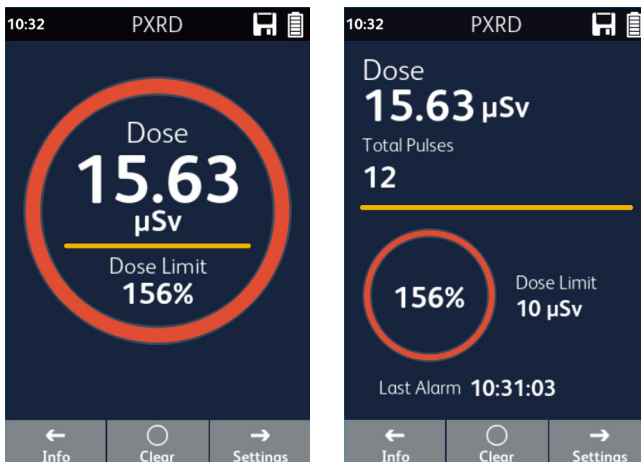 10:32 PXRD
Dose
15.63
µSv
Dose Limit
156%
← Info ○ Clear → Settings
10:32 PXRD
Dose
15.63 µSv
Total Pulses
12
156%
Dose Limit
10 µSv
Last Alarm 10:31:03
← Info ○ Clear → Settings